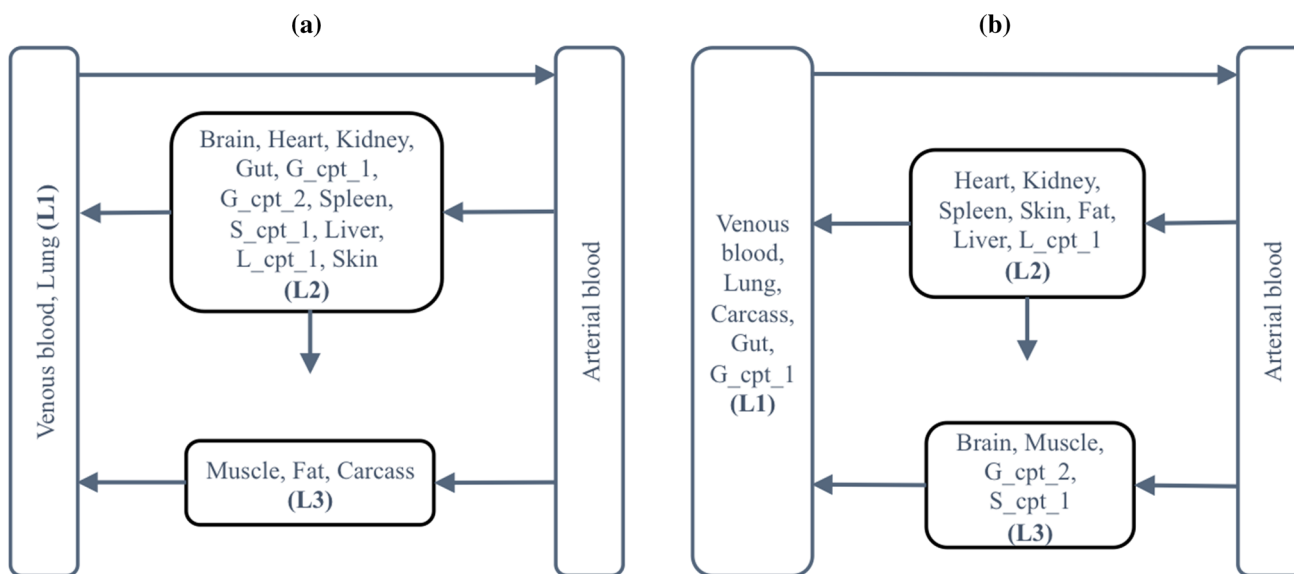 (a)
Venous blood, Lung (L1)
Brain, Heart, Kidney,
Gut, G_cpt_1,
G_cpt_2, Spleen,
S_cpt_1, Liver,
L_cpt_1, Skin
(L2)
Muscle, Fat, Carcass
(L3)
Arterial blood
(b)
Venous
blood,
Lung,
Carcass,
Gut,
G_cpt_1
(L1)
Heart, Kidney,
Spleen, Skin, Fat,
Liver, L_cpt_1
(L2)
Brain, Muscle,
G_cpt_2,
S_cpt_1
(L3)
Arterial blood